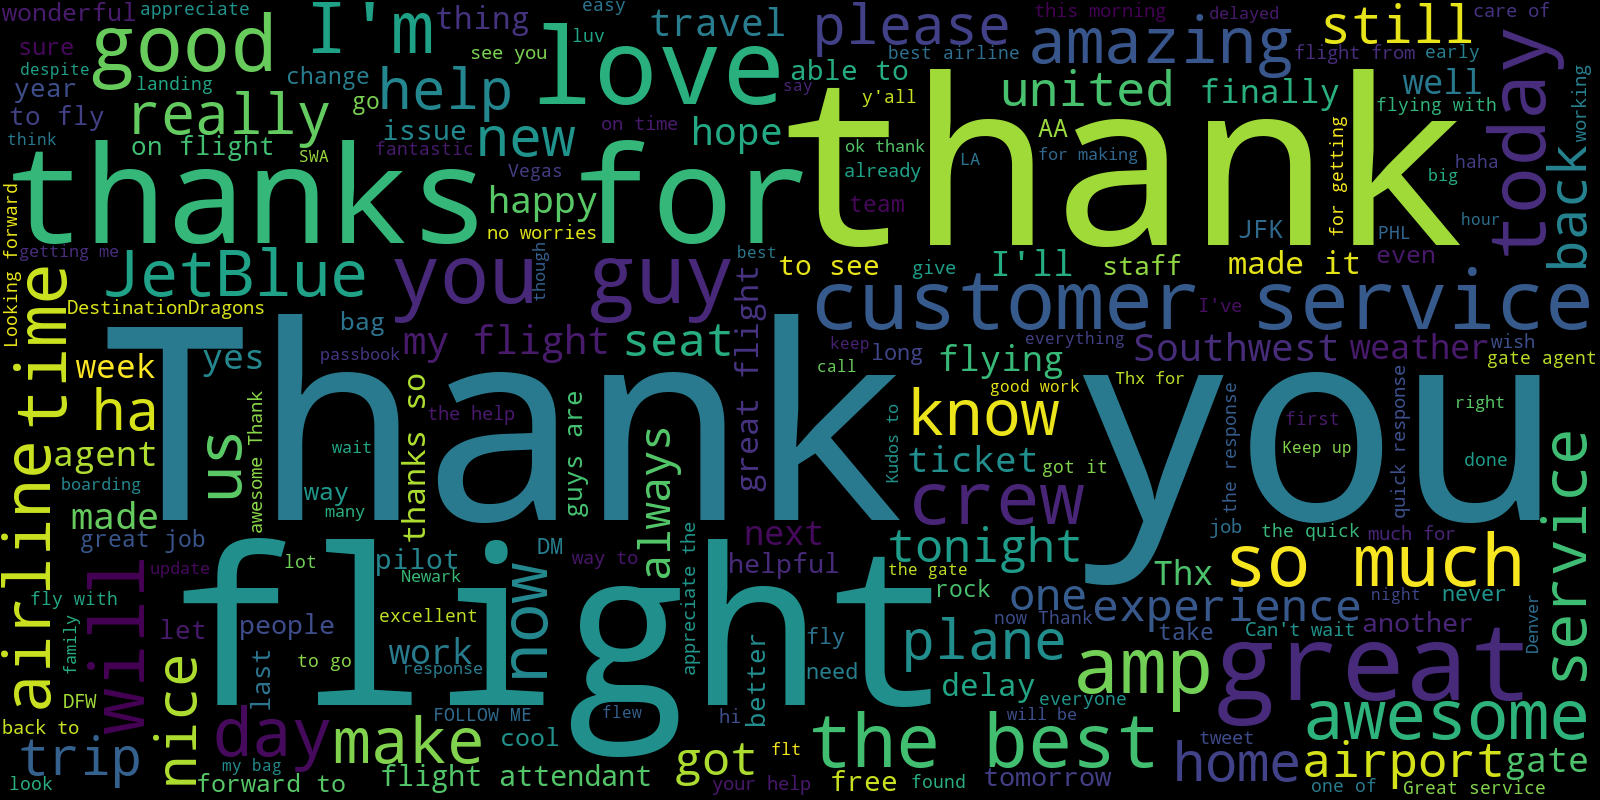 wonderful
appreciate
I'm
thing
easy
travel
please
this morning
delayed
still
care of
sure
good
see you
luv
love
best airline
amazing
flight from
early
today
despite
landing
change
help
able to
say
y'all
united
finally
well
flying with
working
year
to fly
really
go
issue
new
on time
hope
thank
AA
think
on flight
SWA
fantastic
ok thank
LA
for making
for getting
haha
back
thanks for
Vegas
already
big
happy
team
hour
Looking forward
no worries
JFK
PHL
getting me
JetBlue
you guy
though
best
to see
give
I'll
staff
made it
even
DestinationDragons
customer service
I've
airline
time
bag
my flight
seat
great flight
keep
everything
Southwest
weather
wish
week
yes
passbook
long
flying
gate agent
Thank you
call
good work
Thx for
ha
awesome Thank
thanks so
the help
guys are
know
the response
first
quick response
right
us
agent
wait
always
Kudos to
ticket
got it
Keep up
done
service
boarding
way
many
crew
made
great job
next
job
the quick
much for
flight
DM
tonight
so much
will
update
lot
pilot
way to
helpful
the gate
Thx
fly with
Newark
now
appreciate the
rock
one
experience
night
never
family
let
people
excellent
better
fly
now Thank
take
Can't wait
another
Denver
nice
last
to go
work
response
need
plane
amp
great
DFW
delay
everyone
back to
day
FOLLOW ME
flew
hi
will be
awesome
trip
make
cool
got
flt
the best
tweet
home
airport
gate
look
my bag
forward to
flight attendant
your help
free
found
tomorrow
one of
Great service